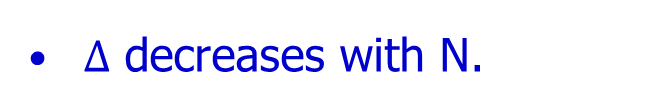 • Δ decreases with N.